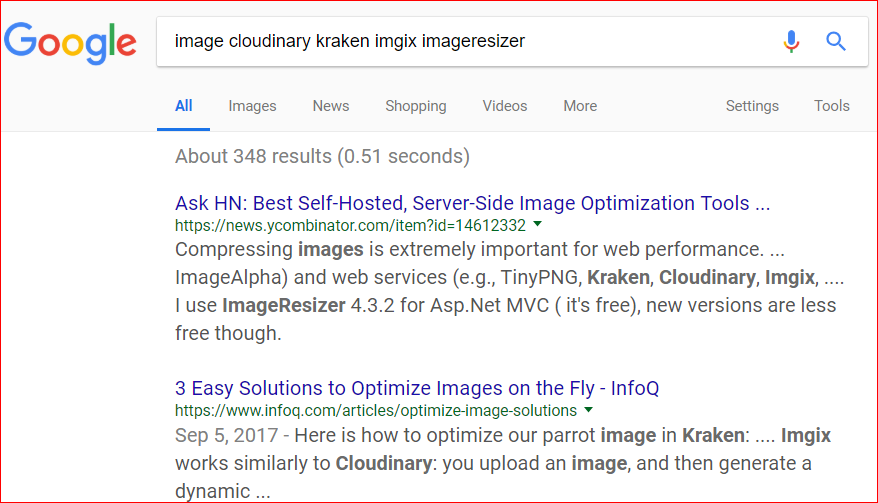 Google
image cloudinary kraken imgix imageresizer
All Images News Shopping Videos More Settings Tools
About 348 results (0.51 seconds)
Ask HN: Best Self-Hosted, Server-Side Image Optimization Tools ...
https://news.ycombinator.com/item?id=14612332
Compressing images is extremely important for web performance. ...
ImageAlpha) and web services (e.g., TinyPNG, Kraken, Cloudinary, Imgix, ....
I use ImageResizer 4.3.2 for Asp.Net MVC ( it's free), new versions are less
free though.
3 Easy Solutions to Optimize Images on the Fly - InfoQ
https://www.infoq.com/articles/optimize-image-solutions
Sep 5, 2017 - Here is how to optimize our parrot image in Kraken: .... Imgix
works similarly to Cloudinary: you upload an image, and then generate a
dynamic ...